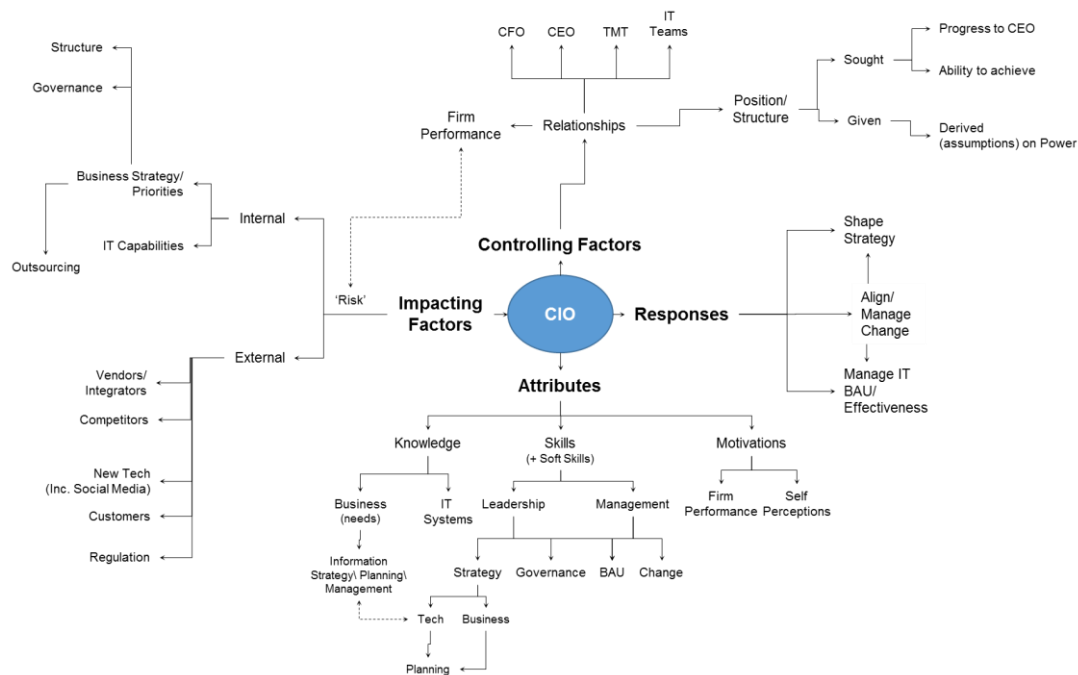 IT
CFO
CEO
TMT
Teams
Structure
Governance
Business Strategy/
Priorities
Internal
IT Capabilities
Outsourcing
Firm
Performance
Relationships
Position/
Structure
Sought
Progress to CEO
Ability to achieve
Given
Derived
(assumptions) on Power
Controlling Factors
'Risk'
Impacting
Factors
CIO
Responses
Shape
Strategy
Align/
Manage
Change
Manage IT
BAU/
Effectiveness
External
Vendors/
Integrators
Competitors
New Tech
(Inc. Social Media)
Customers
Regulation
Attributes
Knowledge
Skills
(+ Soft Skills)
Motivations
Business
(needs)
IT
Systems
Leadership
Management
Firm
Performance
Self
Perceptions
Information
Strategy\ Planning\
Management
Strategy
Governance
BAU
Change
Tech
Business
Planning